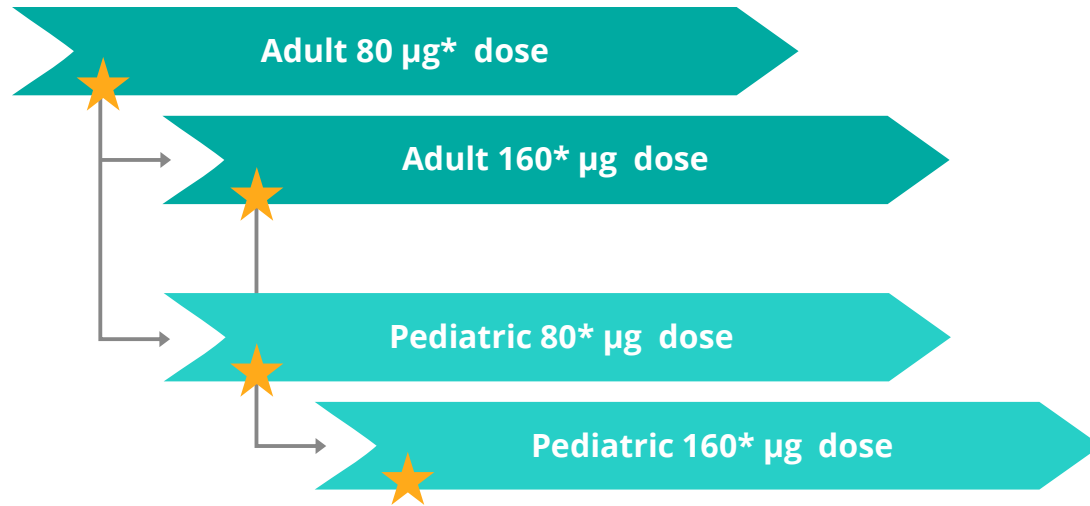 Adult 80 µg* dose
Adult 160* µg dose
Pediatric 80* µg dose
Pediatric 160* µg dose